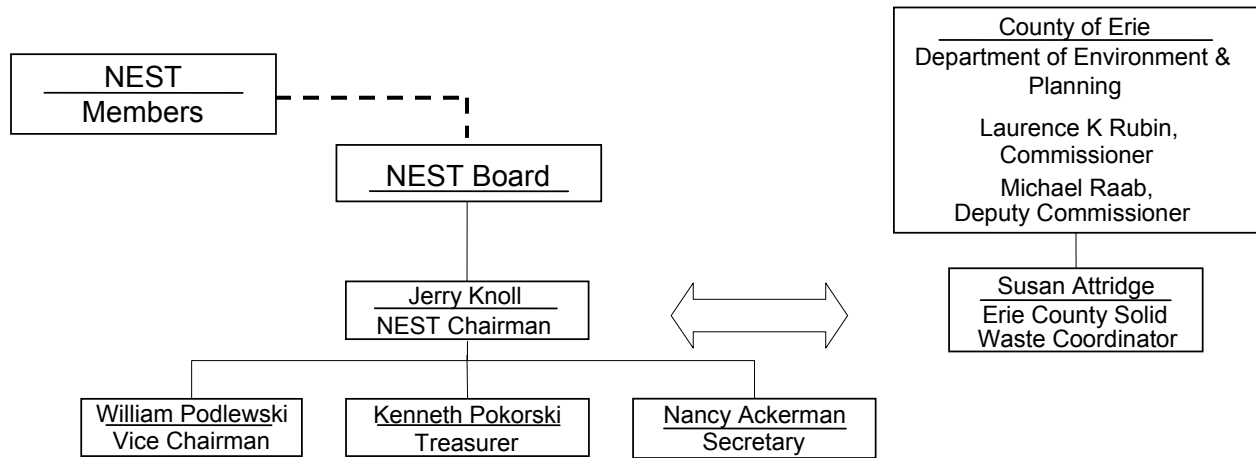 NEST
Members
NEST Board
Jerry Knoll
NEST Chairman
William Podlewski
Vice Chairman
Kenneth Pokorski
Treasurer
Nancy Ackerman
Secretary
County of Erie
Department of Environment &
Planning
Laurence K Rubin,
Commissioner
Michael Raab,
Deputy Commissioner
Susan Attridge
Erie County Solid
Waste Coordinator